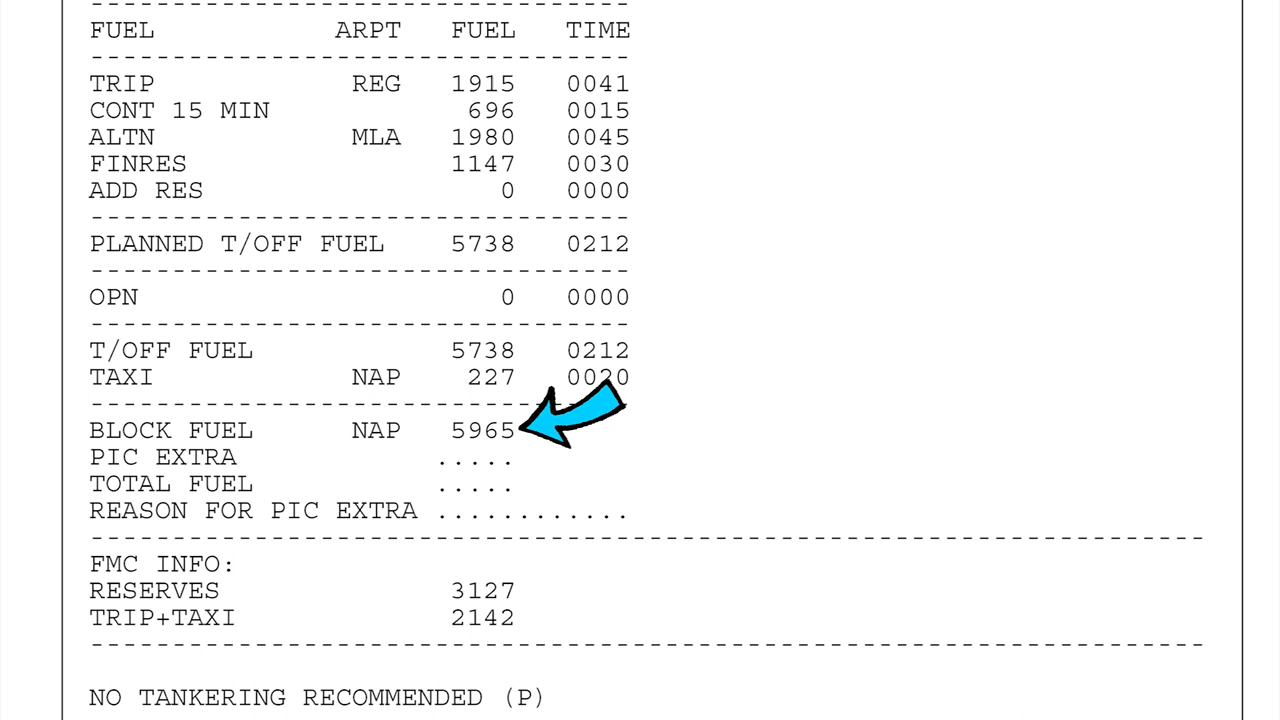 FUEL ARPT FUEL TIME
TRIP REG 1915 0041
CONT 15 MIN 696 0015
ALTN MLA 1980 0045
FINRES 1147 0030
ADD RES 0 0000
PLANNED T/OFF FUEL 5738 0212
OPN 0 0000
T/OFF FUEL 5738 0212
TAXI NAP 227 0020
BLOCK FUEL NAP 5965
PIC EXTRA .....
TOTAL FUEL .....
REASON FOR PIC EXTRA ............
FMC INFO:
RESERVES 3127
TRIP+TAXI 2142
NO TANKERING RECOMMENDED (P)